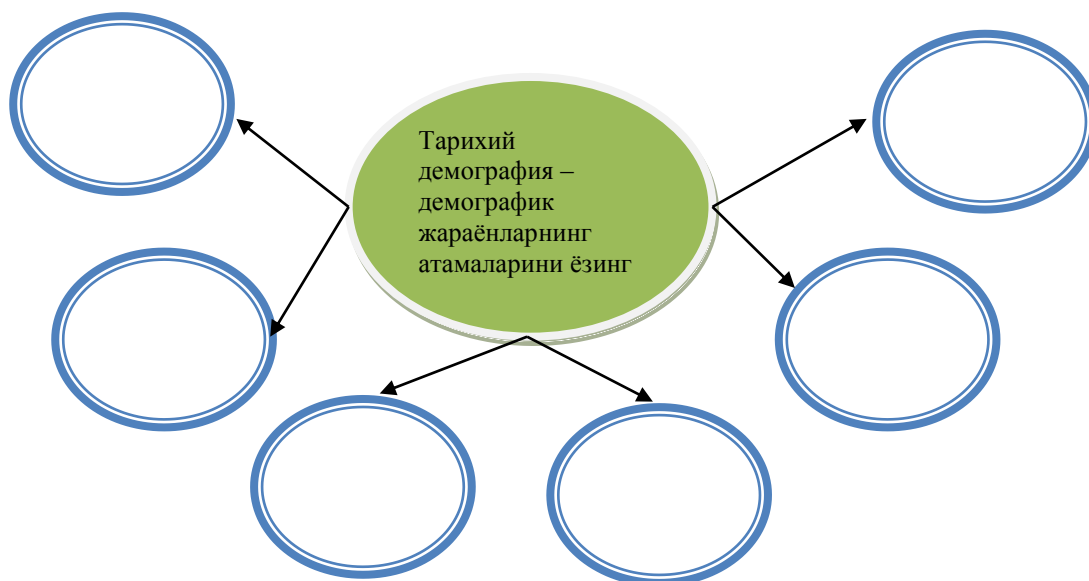 Тарихий
демография –
демографик
жараёнларнинг
атамаларини ёзинг